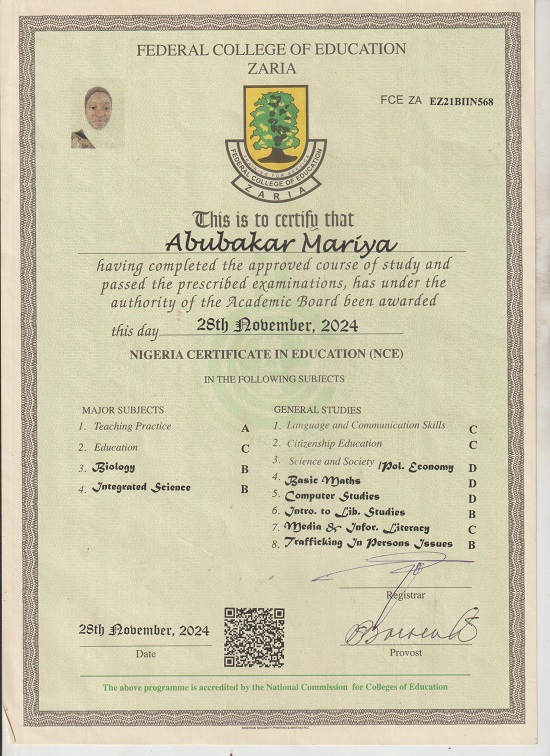 FEDERAL COLLEGE OF EDUCATION
ZARIA
FCE ZA EZ21BIIN568
FEDERAL COLLEGE OF EDUCATION
ZARIA
This is to certify that
Abubakar Mariya
having completed the approved course of study and
passed the prescribed examinations, has under the
authority of the Academic Board been awarded
this day 28th November, 2024
NIGERIA CERTIFICATE IN EDUCATION (NCE)
IN THE FOLLOWING SUBJECTS
MAJOR SUBJECTS
1. Teaching Practice A
2. Education C
3. Biology B
4. Integrated Science B
GENERAL STUDIES
1. Language and Communication Skills C
2. Citizenship Education C
3. Science and Society /Pol. Economy D
4. Basic Maths D
5. Computer Studies D
6. Intro. to Lib. Studies B
7. Media & Infor. Literacy C
8. Trafficking In Persons Issues B
Registrar
28th November, 2024
Date
Provost
The above programme is accredited by the National Commission for Colleges of Education